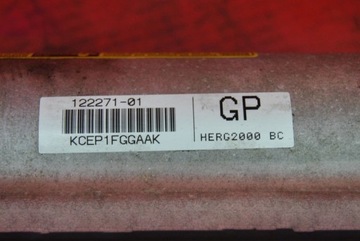 122271-01
KCEP1FGGAAK
GP
HERG2000 BC